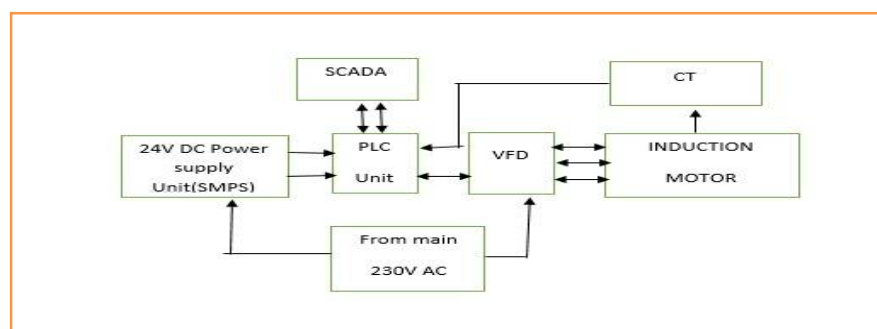 SCADA
CT
24V DC Power
supply
Unit(SMPS)
PLC
Unit
VFD
INDUCTION
MOTOR
From main
230V AC